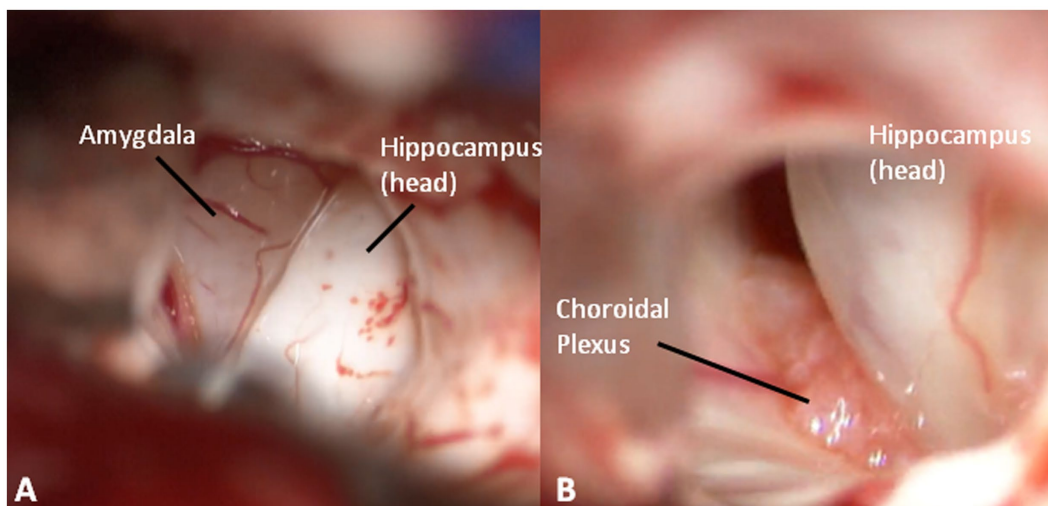 Amygdala
Hippocampus
(head)
A
Hippocampus
(head)
Choroidal
Plexus
B